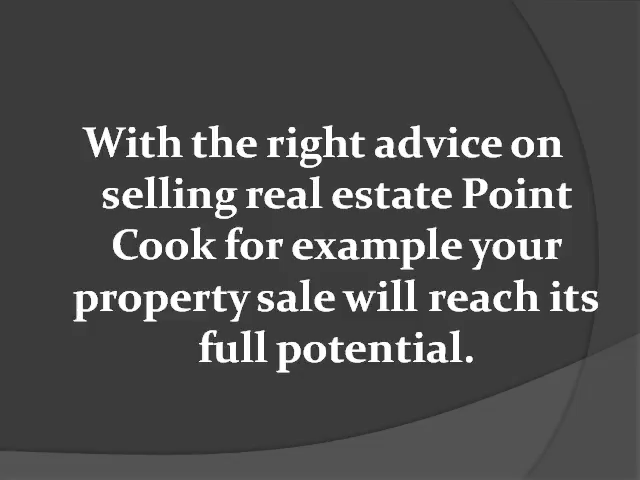 With the right advice on
selling real estate Point
Cook for example your
property sale will reach its
full potential.